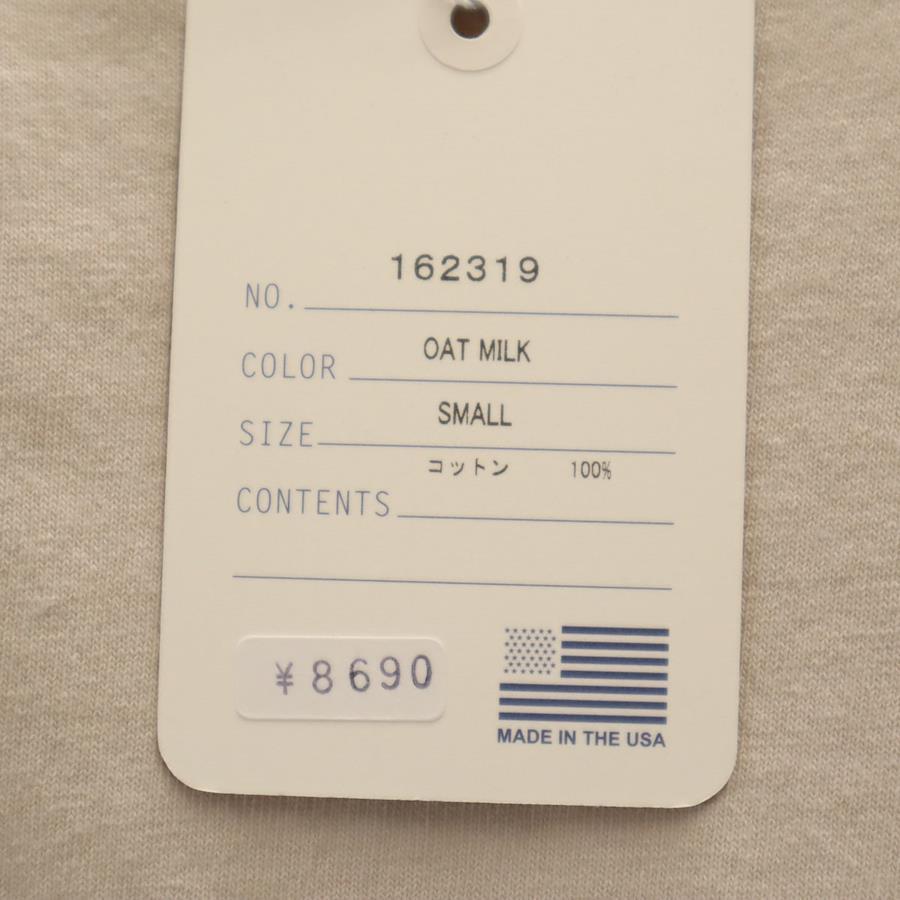 162319
NO.
COLOR OAT MILK
SIZE SMALL
コットン 100%
CONTENTS
¥8690
MADE IN THE USA